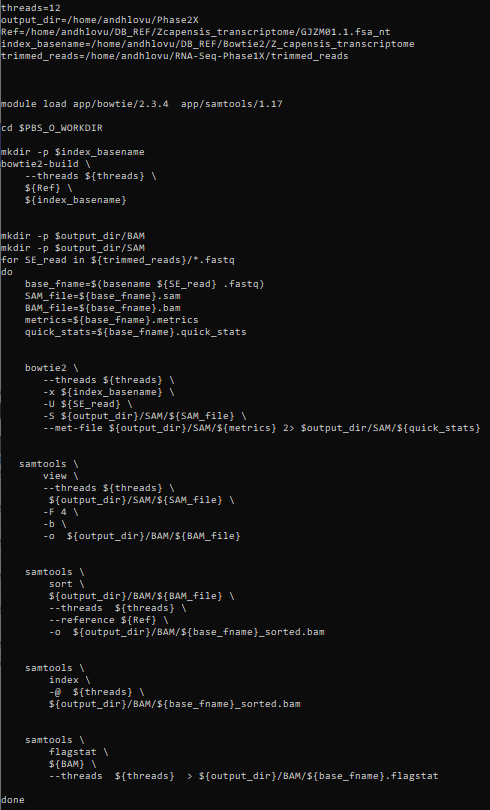 threads=12
output_dir=/home/andhlovu/Phase2X
Ref=/home/andhlovu/DB_REF/Zcapensis_transcriptome/GJZM01.1.fsa_nt
index_basename=/home/andhlovu/DB_REF/Bowtie2/Z_capensis_transcriptome
trimmed_reads=/home/andhlovu/RNA-Seq-Phase1X/trimmed_reads
module load app/bowtie/2.3.4  app/samtools/1.17
cd $PBS_O_WORKDIR
mkdir -p $index_basename
bowtie2-build \
    --threads ${threads} \
    ${Ref} \
    ${index_basename}
mkdir -p $output_dir/BAM
mkdir -p $output_dir/SAM
for SE_read in ${trimmed_reads}/*.fastq
do
    base_fname=$(basename ${SE_read} .fastq)
    SAM_file=${base_fname}.sam
    BAM_file=${base_fname}.bam
    metrics=${base_fname}.metrics
    quick_stats=${base_fname}.quick_stats
    bowtie2 \
       --threads ${threads} \
       -x ${index_basename} \
       -U ${SE_read} \
       -S ${output_dir}/SAM/${SAM_file} \
       --met-file ${output_dir}/SAM/${metrics} 2> $output_dir/SAM/${quick_stats}
   samtools \
       view \
       --threads ${threads} \
        ${output_dir}/SAM/${SAM_file} \
       -F 4 \
       -b \
       -o  ${output_dir}/BAM/${BAM_file}
    samtools \
        sort \
        ${output_dir}/BAM/${BAM_file} \
        --threads  ${threads} \
        --reference ${Ref} \
        -o  ${output_dir}/BAM/${base_fname}_sorted.bam
    samtools \
        index \
        -@  ${threads} \
        ${output_dir}/BAM/${base_fname}_sorted.bam
    samtools \
        flagstat \
        ${BAM} \
        --threads  ${threads}  > ${output_dir}/BAM/${base_fname}.flagstat
done